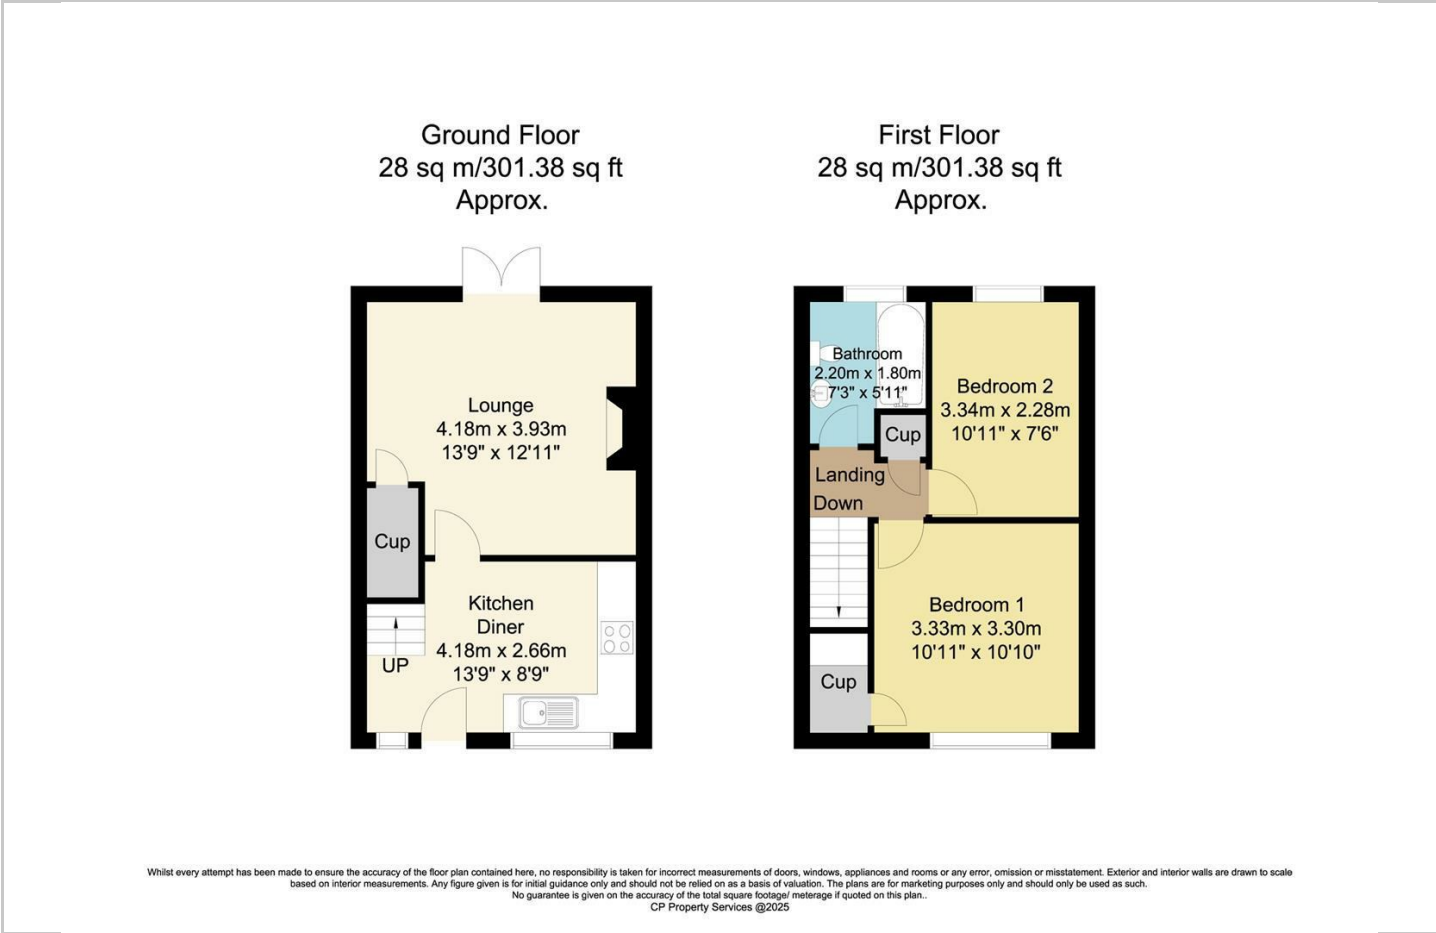 Ground Floor
28 sq m/301.38 sq ft
Approx.
First Floor
28 sq m/301.38 sq ft
Approx.
Lounge
4.18m x 3.93m
13'9" x 12'11"
Cup
Kitchen
Diner
4.18m x 2.66m
13'9" x 8'9"
UP
Bathroom
2.20m x 1.80m
7'3" x 5'11"
Bedroom 2
3.34m x 2.28m
10'11" x 7'6"
Cup
Landing
Down
Bedroom 1
3.33m x 3.30m
10'11" x 10'10"
Cup
Whilst every attempt has been made to ensure the accuracy of the floor plan contained here, no responsibility is taken for incorrect measurements of doors, windows, appliances and rooms or any error, omission or misstatement. Exterior and interior walls are drawn to scale
based on interior measurements. Any figure given is for initial guidance only and should not be relied on as a basis of valuation. The plans are for marketing purposes only and should only be used as such.
No guarantee is given on the accuracy of the total square footage/ meterage if quoted on this plan..
CP Property Services @2025